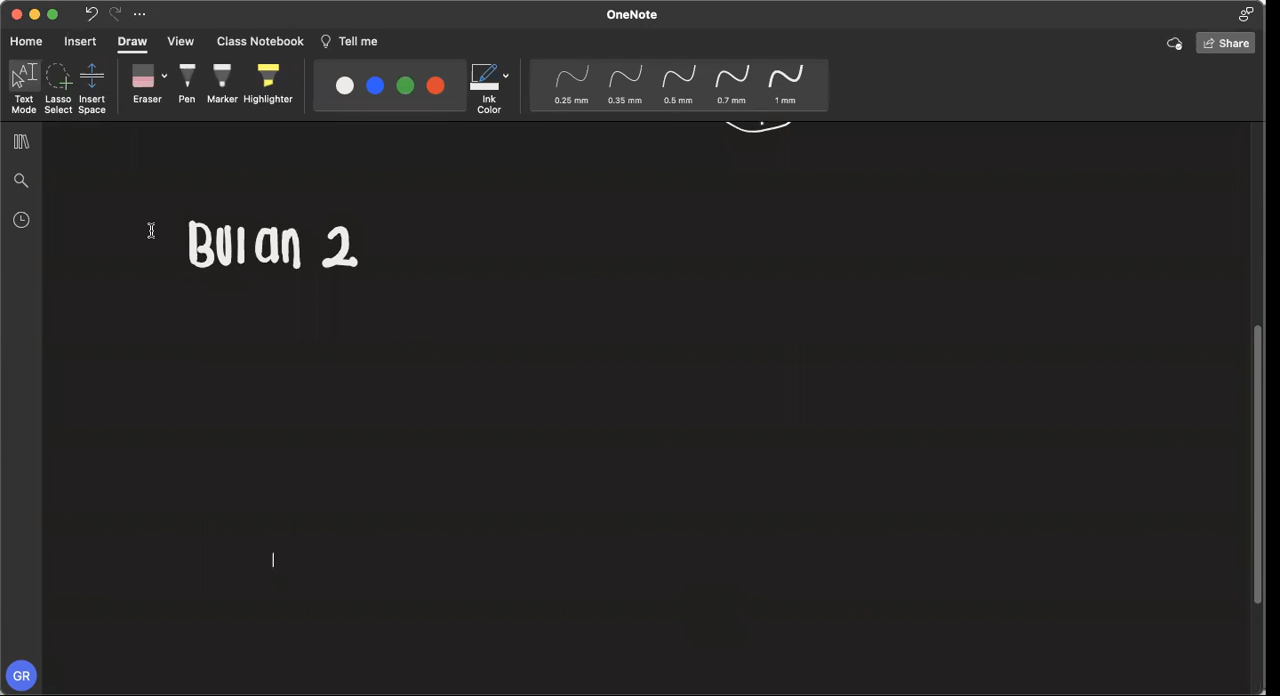 OneNote
Home Insert Draw View Class Notebook Tell me
Share
Text Mode
Lasso Select
Insert Space
Eraser
Pen
Marker
Highlighter
Ink Color
0.25 mm
0.35 mm
0.5 mm
0.7 mm
1 mm
Bulan 2
GR